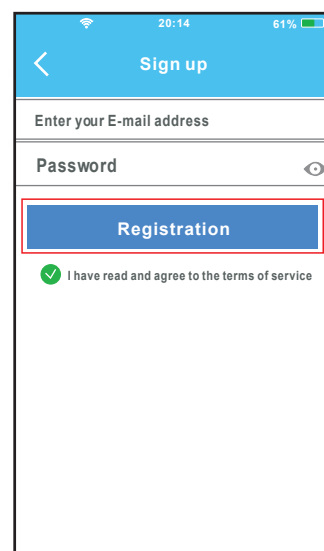 20:14 61%
Sign up
Enter your E-mail address
Password
Registration
I have read and agree to the terms of service